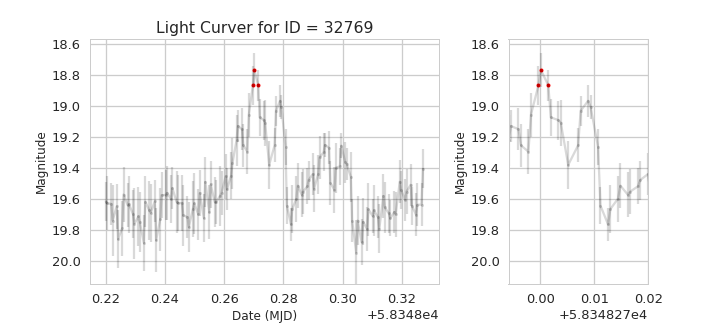 Light Curver for ID = 32769
18.6
18.8
19.0
19.2
19.4
19.6
19.8
20.0
Magnitude
0.22 0.24 0.26 0.28 0.30 0.32
Date (MJD)
+5.8348e4
18.6
18.8
19.0
19.2
19.4
19.6
19.8
20.0
Magnitude
0.00 0.01 0.02
+5.834827e4